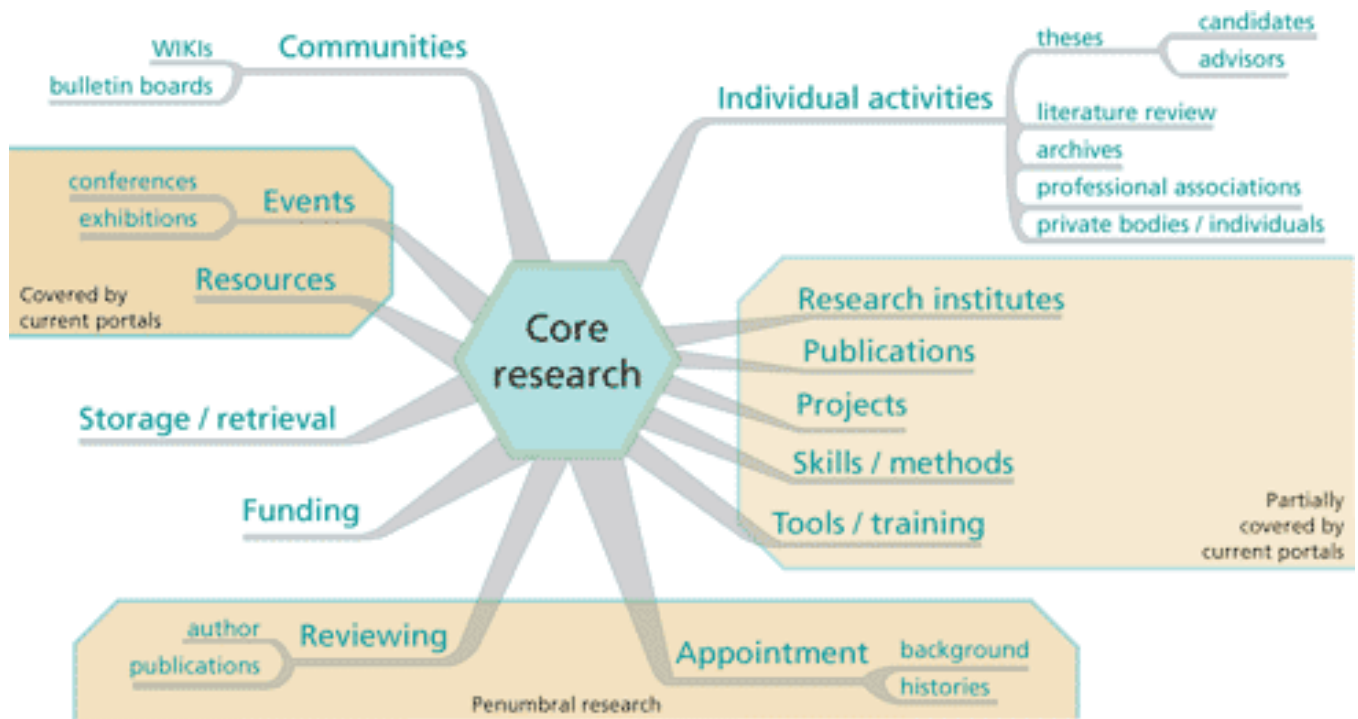 WIKIs
bulletin boards
Communities
Individual activities
theses
candidates
advisors
literature review
archives
professional associations
private bodies / individuals
conferences
exhibitions
Events
Resources
Covered by
current portals
Core
research
Research institutes
Publications
Projects
Skills / methods
Tools / training
Partially
covered by
current portals
Storage / retrieval
Funding
author
publications
Reviewing
Appointment
background
histories
Penumbral research